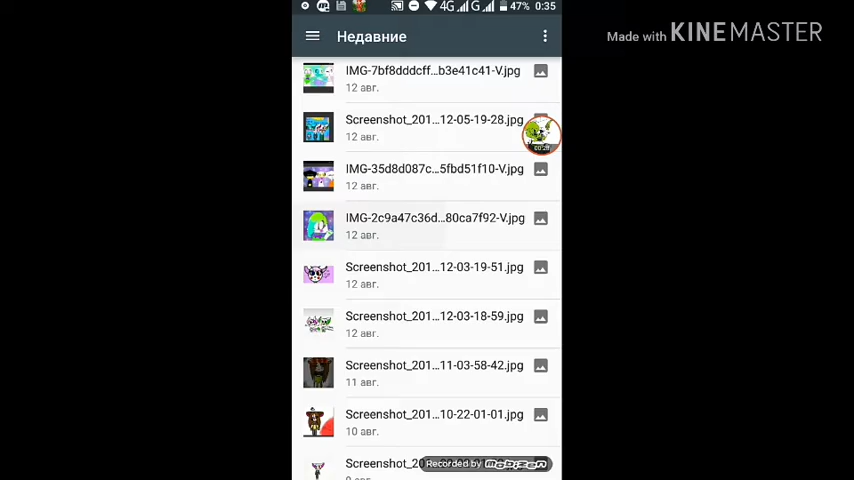 4G G 47% 0:35
Недавние
Made with KINEMASTER
IMG-7bf8dddcff...b3e41c41-V.jpg
12 авг.
Screenshot_201...12-05-19-28.jpg
12 авг.
IMG-35d8d087c...5fbd51f10-V.jpg
12 авг.
IMG-2c9a47c36d...80ca7f92-V.jpg
12 авг.
Screenshot_201...12-03-19-51.jpg
12 авг.
Screenshot_201...12-03-18-59.jpg
12 авг.
Screenshot_201...11-03-58-42.jpg
11 авг.
Screenshot_201...10-22-01-01.jpg
10 авг.
Recorded by mobizen